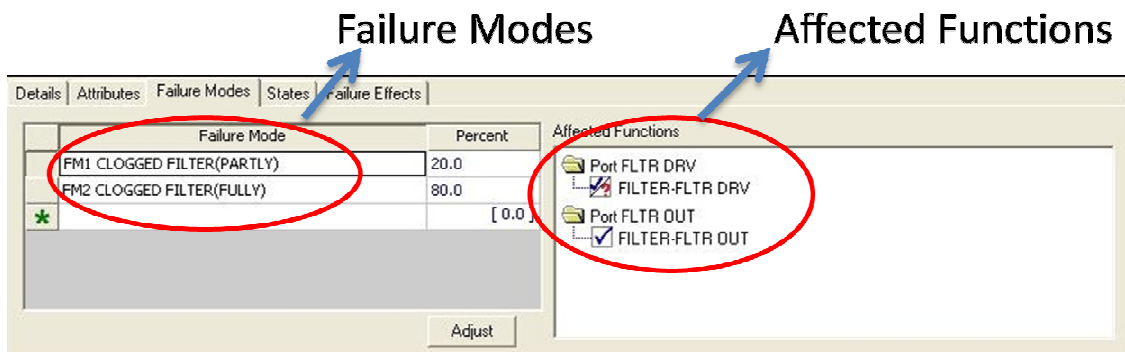 Failure Modes
Affected Functions
Details Attributes Failure Modes States Failure Effects
Failure Mode Percent
FM1 CLOGGED FILTER(PARTLY) 20.0
FM2 CLOGGED FILTER(FULLY) 80.0
[ 0.0 ]
Adjust
Affected Functions
Port FLTR DRV
FILTER-FLTR DRV
Port FLTR OUT
FILTER-FLTR OUT